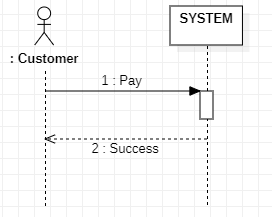 SYSTEM
: Customer
1 : Pay
2 : Success